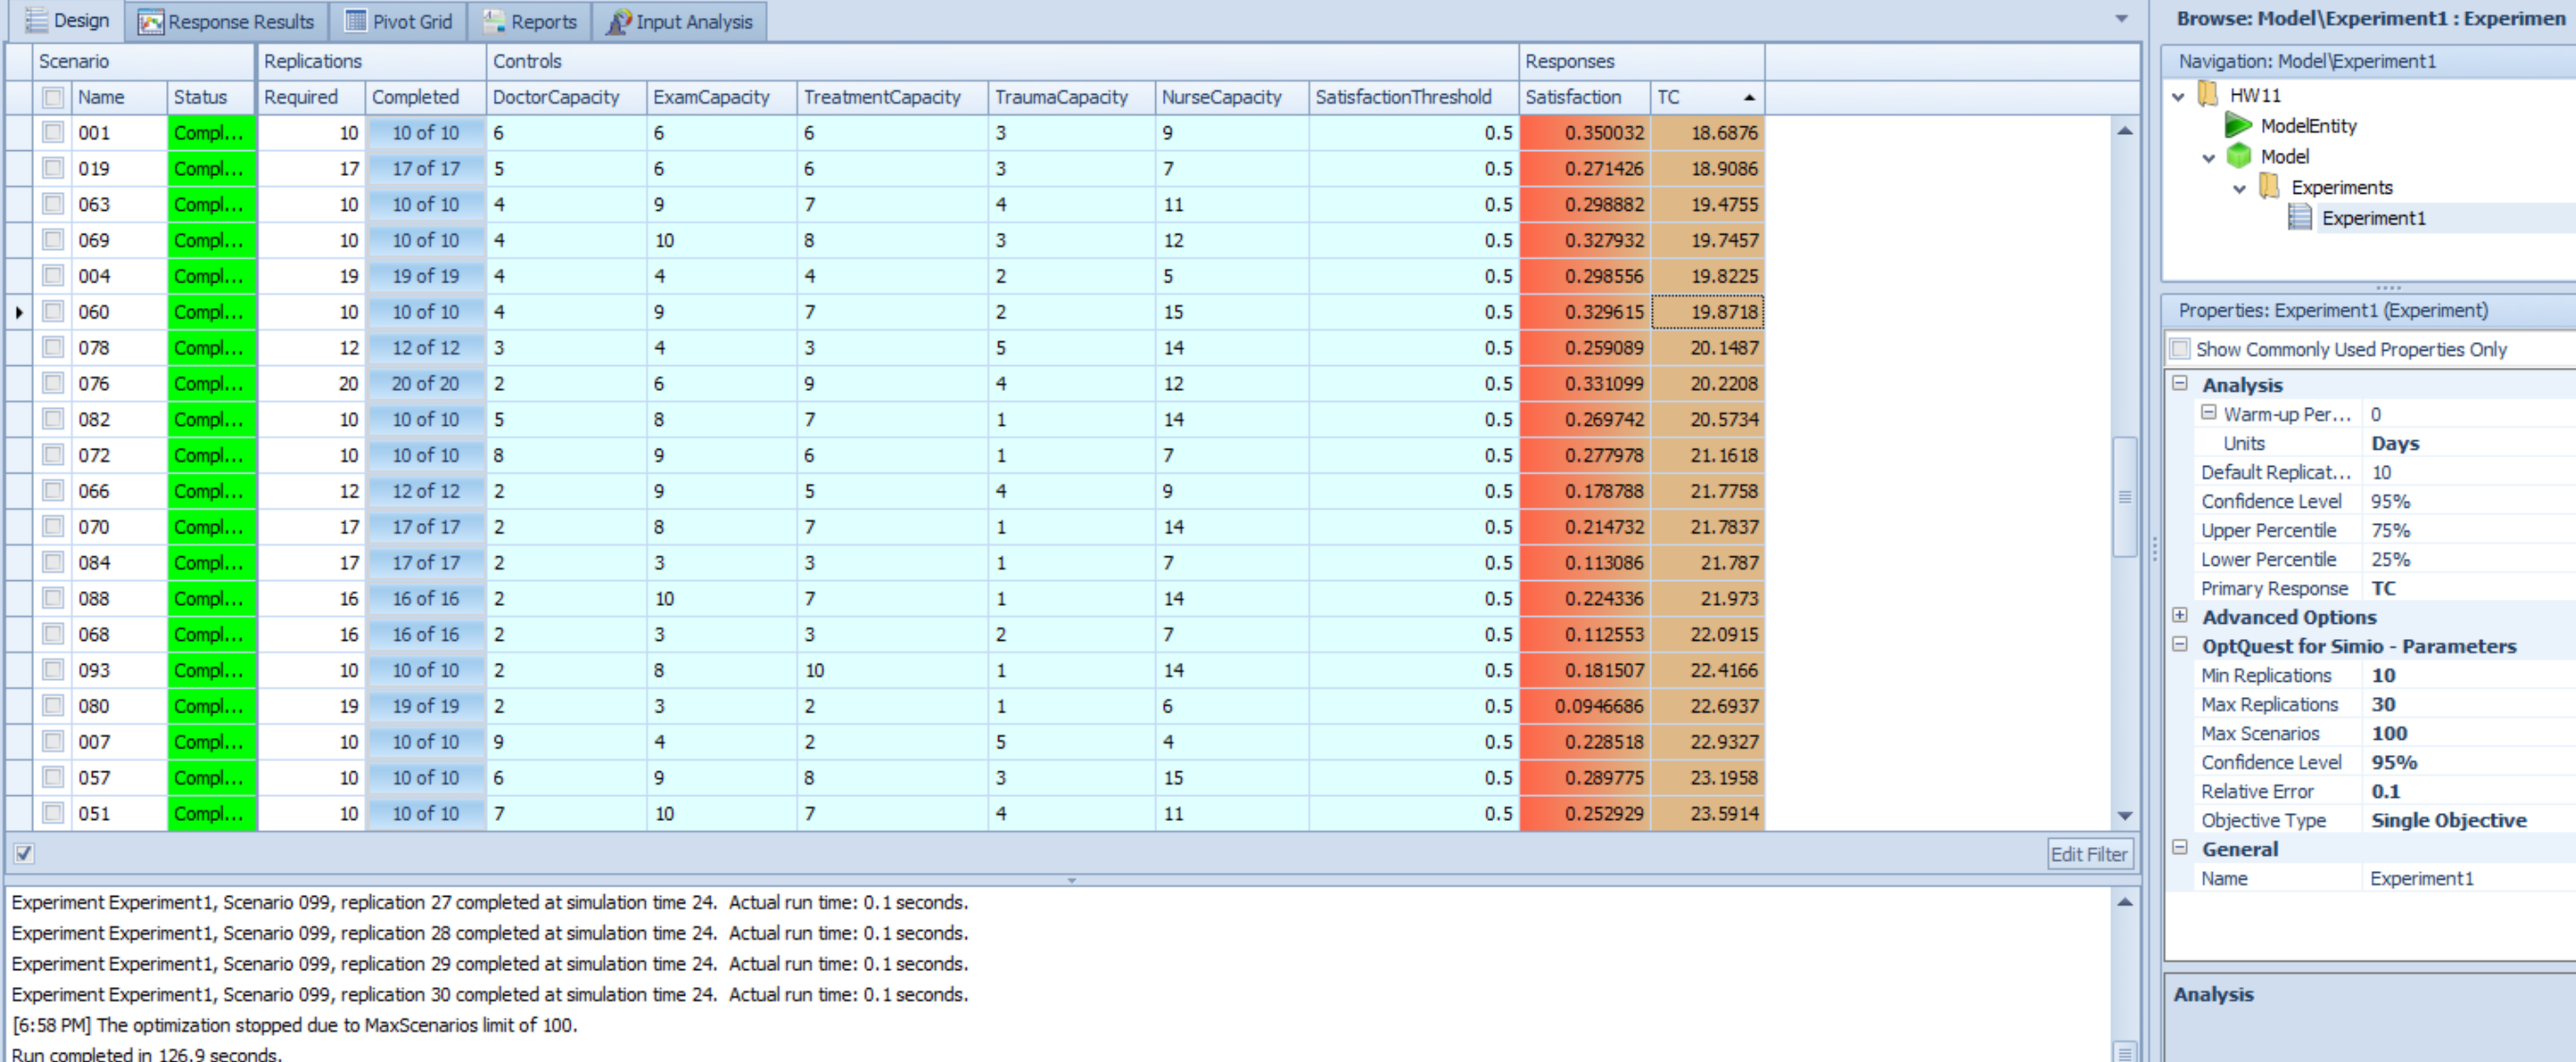 Design Response Results Pivot Grid Reports Input Analysis
Scenario Replications Controls Responses
Name Status Required Completed DoctorCapacity ExamCapacity TreatmentCapacity TraumaCapacity NurseCapacity SatisfactionThreshold Satisfaction TC
001 Compl... 10 10 of 10 6 6 6 3 9 0.5 0.350032 18.6876
019 Compl... 17 17 of 17 5 6 6 3 7 0.5 0.271426 18.9086
063 Compl... 10 10 of 10 4 9 7 4 11 0.5 0.298882 19.4755
069 Compl... 10 10 of 10 4 10 8 3 12 0.5 0.327932 19.7457
004 Compl... 19 19 of 19 4 4 4 2 5 0.5 0.298556 19.8225
060 Compl... 10 10 of 10 4 9 7 2 15 0.5 0.329615 19.8718
078 Compl... 12 12 of 12 3 4 3 5 14 0.5 0.259089 20.1487
076 Compl... 20 20 of 20 2 6 9 4 12 0.5 0.331099 20.2208
082 Compl... 10 10 of 10 5 8 7 1 14 0.5 0.269742 20.5734
072 Compl... 10 10 of 10 8 9 6 1 7 0.5 0.277978 21.1618
066 Compl... 12 12 of 12 2 9 5 4 9 0.5 0.178788 21.7758
070 Compl... 17 17 of 17 2 8 7 1 14 0.5 0.214732 21.7837
084 Compl... 17 17 of 17 2 3 3 1 7 0.5 0.113086 21.787
088 Compl... 16 16 of 16 2 10 7 1 14 0.5 0.224336 21.973
068 Compl... 16 16 of 16 2 3 3 2 7 0.5 0.112553 22.0915
093 Compl... 10 10 of 10 2 8 10 1 14 0.5 0.181507 22.4166
080 Compl... 19 19 of 19 2 3 2 1 6 0.5 0.0946686 22.6937
007 Compl... 10 10 of 10 9 4 2 5 4 0.5 0.228518 22.9327
057 Compl... 10 10 of 10 6 9 8 3 15 0.5 0.289775 23.1958
051 Compl... 10 10 of 10 7 10 7 4 11 0.5 0.252929 23.5914
Edit Filter
Experiment Experiment1, Scenario 099, replication 27 completed at simulation time 24. Actual run time: 0.1 seconds.
Experiment Experiment1, Scenario 099, replication 28 completed at simulation time 24. Actual run time: 0.1 seconds.
Experiment Experiment1, Scenario 099, replication 29 completed at simulation time 24. Actual run time: 0.1 seconds.
Experiment Experiment1, Scenario 099, replication 30 completed at simulation time 24. Actual run time: 0.1 seconds.
[6:58 PM] The optimization stopped due to MaxScenarios limit of 100.
Run completed in 126.9 seconds.
Browse: Model\Experiment1 : Experimen
Navigation: Model\Experiment1
HW11
ModelEntity
Model
Experiments
Experiment1
Properties: Experiment1 (Experiment)
Show Commonly Used Properties Only
Analysis
Warm-up Per... 0
Units Days
Default Replicat... 10
Confidence Level 95%
Upper Percentile 75%
Lower Percentile 25%
Primary Response TC
Advanced Options
OptQuest for Simio - Parameters
Min Replications 10
Max Replications 30
Max Scenarios 100
Confidence Level 95%
Relative Error 0.1
Objective Type Single Objective
General
Name Experiment1
Analysis